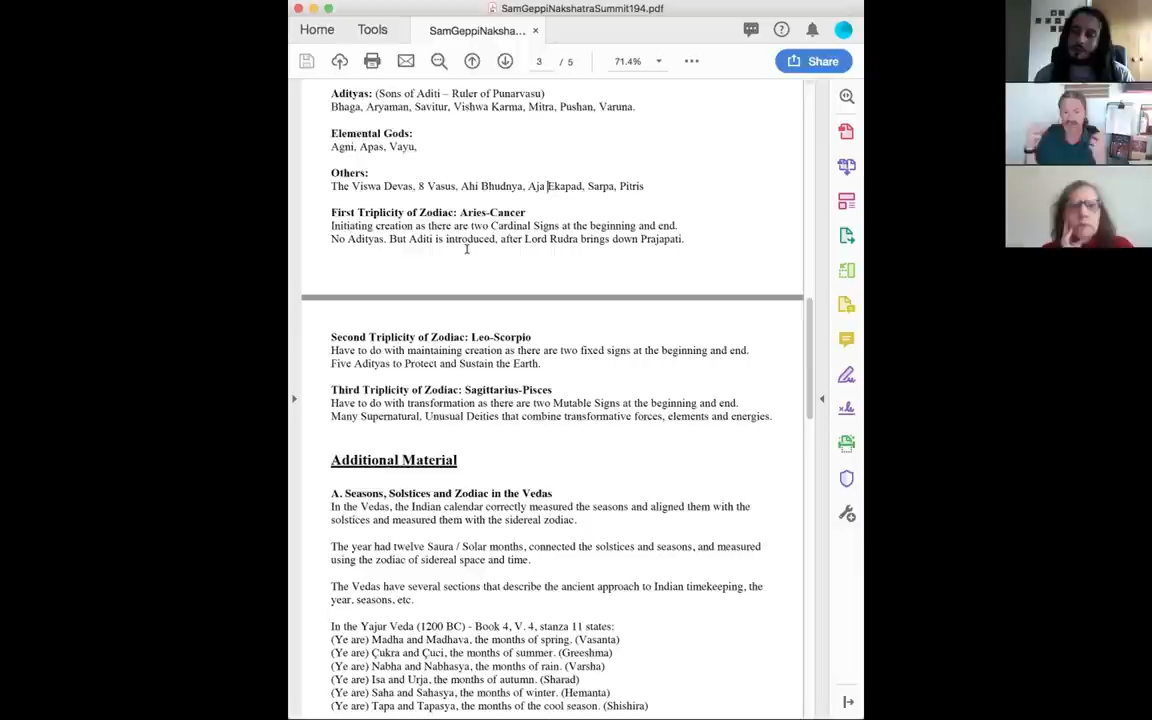 SamGeppiNakshatraSummit194.pdf
Home
Tools
SamGeppiNaksha...
3 / 5
71.4%
Share
Adityas: (Sons of Aditi – Ruler of Punarvasu)
Bhaga, Aryaman, Savitur, Vishwa Karma, Mitra, Pushan, Varuna.
Elemental Gods:
Agni, Apas, Vayu,
Others:
The Viswa Devas, 8 Vasus, Ahi Bhudnya, Aja Ekapad, Sarpa, Pitris
First Triplicity of Zodiac: Aries-Cancer
Initiating creation as there are two Cardinal Signs at the beginning and end.
No Adityas. But Aditi is introduced, after Lord Rudra brings down Prajapati.
Second Triplicity of Zodiac: Leo-Scorpio
Have to do with maintaining creation as there are two fixed signs at the beginning and end.
Five Adityas to Protect and Sustain the Earth.
Third Triplicity of Zodiac: Sagittarius-Pisces
Have to do with transformation as there are two Mutable Signs at the beginning and end.
Many Supernatural, Unusual Deities that combine transformative forces, elements and energies.
Additional Material
A. Seasons, Solstices and Zodiac in the Vedas
In the Vedas, the Indian calendar correctly measured the seasons and aligned them with the
solstices and measured them with the sidereal zodiac.
The year had twelve Saura / Solar months, connected the solstices and seasons, and measured
using the zodiac of sidereal space and time.
The Vedas have several sections that describe the ancient approach to Indian timekeeping, the
year, seasons, etc.
In the Yajur Veda (1200 BC) - Book 4, V. 4, stanza 11 states:
(Ye are) Madha and Madhava, the months of spring. (Vasanta)
(Ye are) Çukra and Çuci, the months of summer. (Greeshma)
(Ye are) Nabha and Nabhasya, the months of rain. (Varsha)
(Ye are) Isa and Urja, the months of autumn. (Sharad)
(Ye are) Saha and Sahasya, the months of winter. (Hemanta)
(Ye are) Tapa and Tapasya, the months of the cool season. (Shishira)